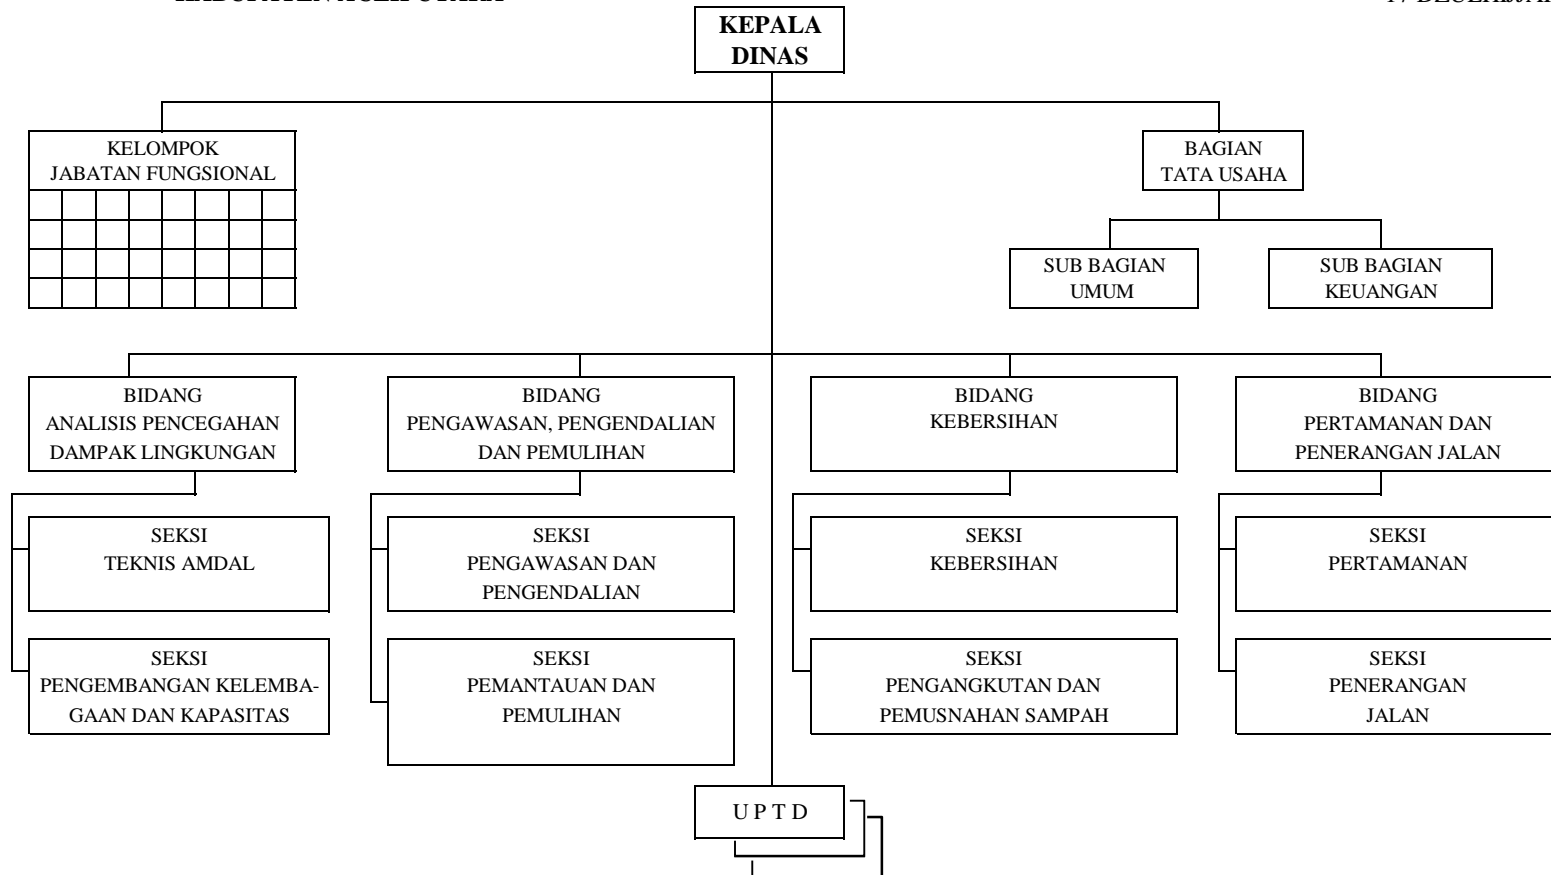 KEPALA
DINAS
KELOMPOK
JABATAN FUNGSIONAL
BAGIAN
TATA USAHA
SUB BAGIAN
UMUM
SUB BAGIAN
KEUANGAN
BIDANG
ANALISIS PENCEGAHAN
DAMPAK LINGKUNGAN
BIDANG
PENGAWASAN, PENGENDALIAN
DAN PEMULIHAN
BIDANG
KEBERSIHAN
BIDANG
PERTAMANAN DAN
PENERANGAN JALAN
SEKSI
TEKNIS AMDAL
SEKSI
PENGAWASAN DAN
PENGENDALIAN
SEKSI
KEBERSIHAN
SEKSI
PERTAMANAN
SEKSI
PENGEMBANGAN KELEMBA-
GAAN DAN KAPASITAS
SEKSI
PEMANTAUAN DAN
PEMULIHAN
SEKSI
PENGANGKUTAN DAN
PEMUSNAHAN SAMPAH
SEKSI
PENERANGAN
JALAN
U P T D